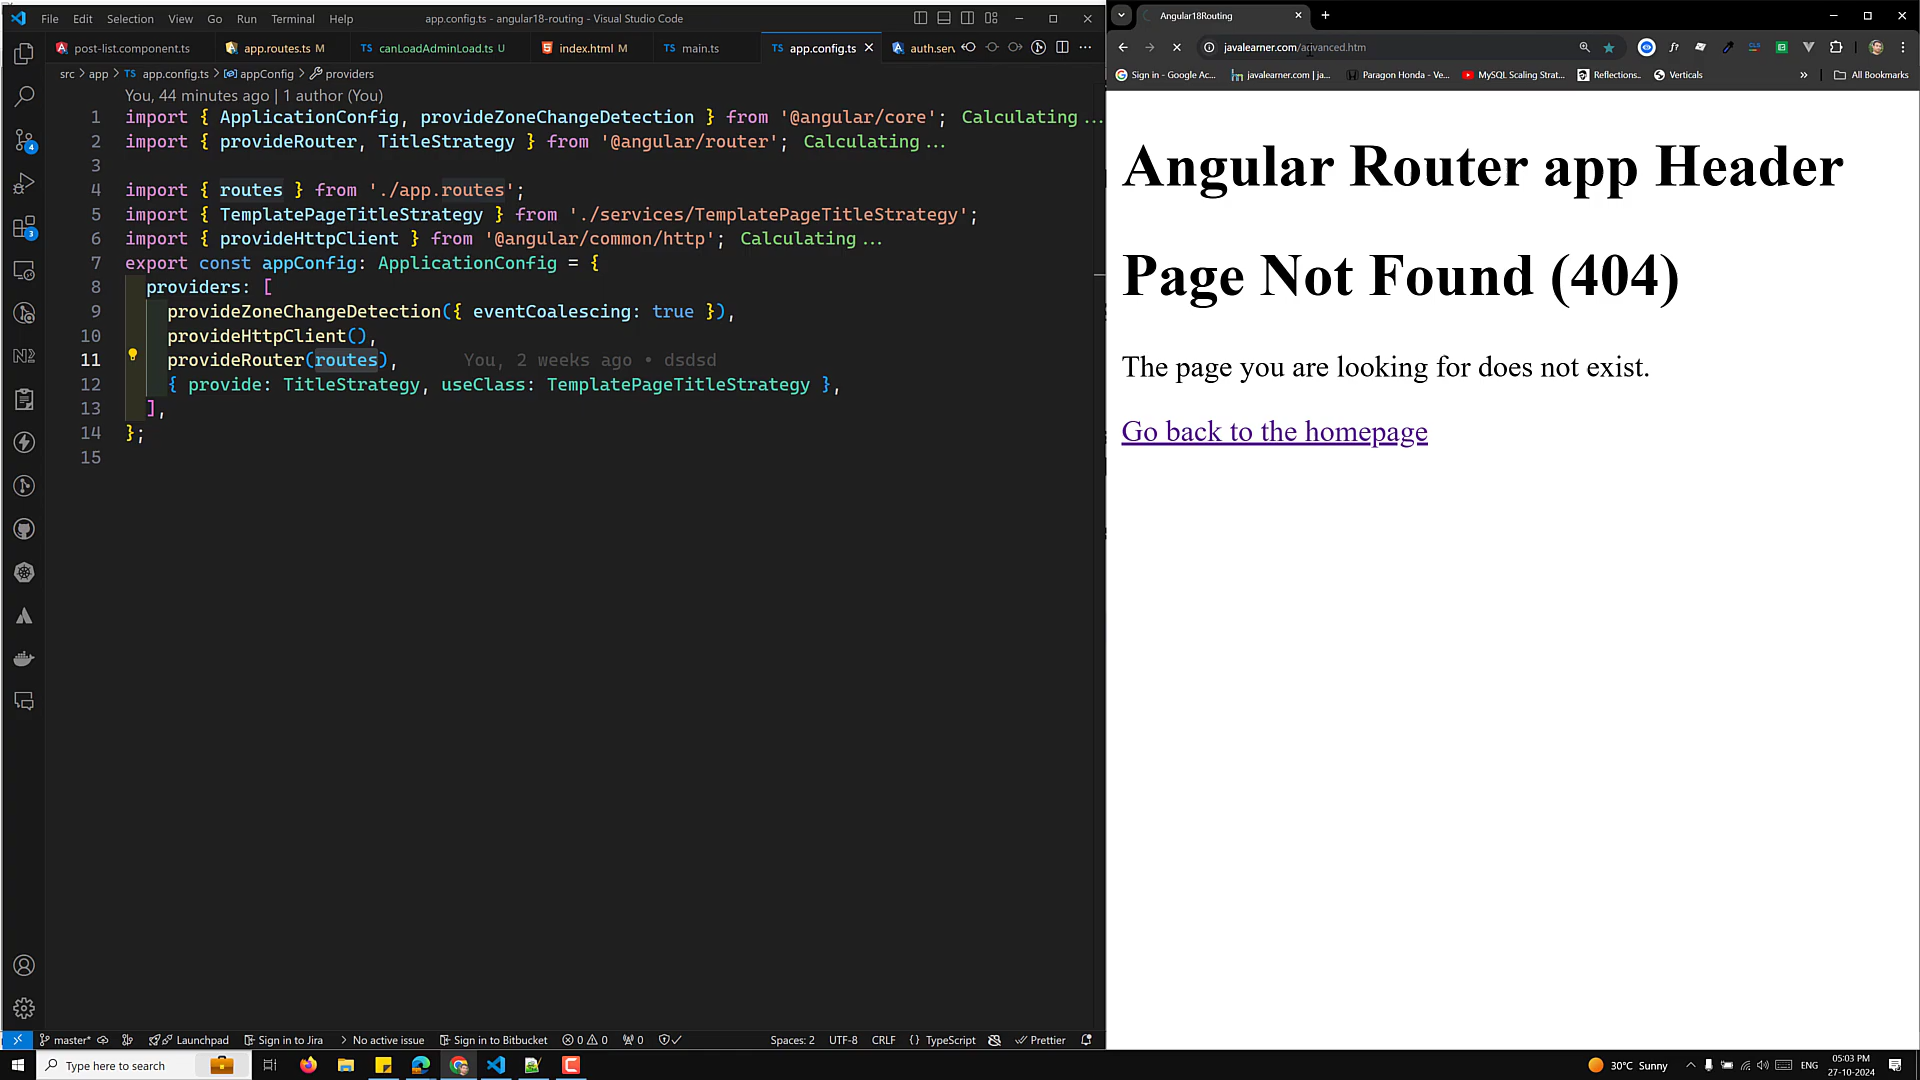 File Edit Selection View Go Run Terminal Help
app.config.ts - angular18-routing - Visual Studio Code
post-list.component.ts
app.routes.ts M
TS canLoadAdminLoad.ts U
index.html M
TS main.ts
TS app.config.ts
auth.serv
src > app > TS app.config.ts > appConfig > providers
You, 44 minutes ago | 1 author (You)
1 import { ApplicationConfig, provideZoneChangeDetection } from '@angular/core'; Calculating...
2 import { provideRouter, TitleStrategy } from '@angular/router'; Calculating...
3
4 import { routes } from './app.routes';
5 import { TemplatePageTitleStrategy } from './services/TemplatePageTitleStrategy';
6 import { provideHttpClient } from '@angular/common/http'; Calculating...
7 export const appConfig: ApplicationConfig = {
8 providers: [
9 provideZoneChangeDetection({ eventCoalescing: true }),
10 provideHttpClient(),
11 provideRouter(routes), You, 2 weeks ago • dsdsd
12 { provide: TitleStrategy, useClass: TemplatePageTitleStrategy },
13 ],
14 };
15
4
3
master* Launchpad Sign in to Jira No active issue Sign in to Bitbucket 0 0 0 Spaces: 2 UTF-8 CRLF {} TypeScript Prettier
Angular18Routing
javalearner.com/advanced.htm
Sign in - Google Ac...
javalearner.com | ja...
Paragon Honda - Ve...
MySQL Scaling Strat...
Reflections..
Verticals
» All Bookmarks
Angular Router app Header
Page Not Found (404)
The page you are looking for does not exist.
Go back to the homepage
Type here to search
30°C Sunny
ENG
05:03 PM
27-10-2024